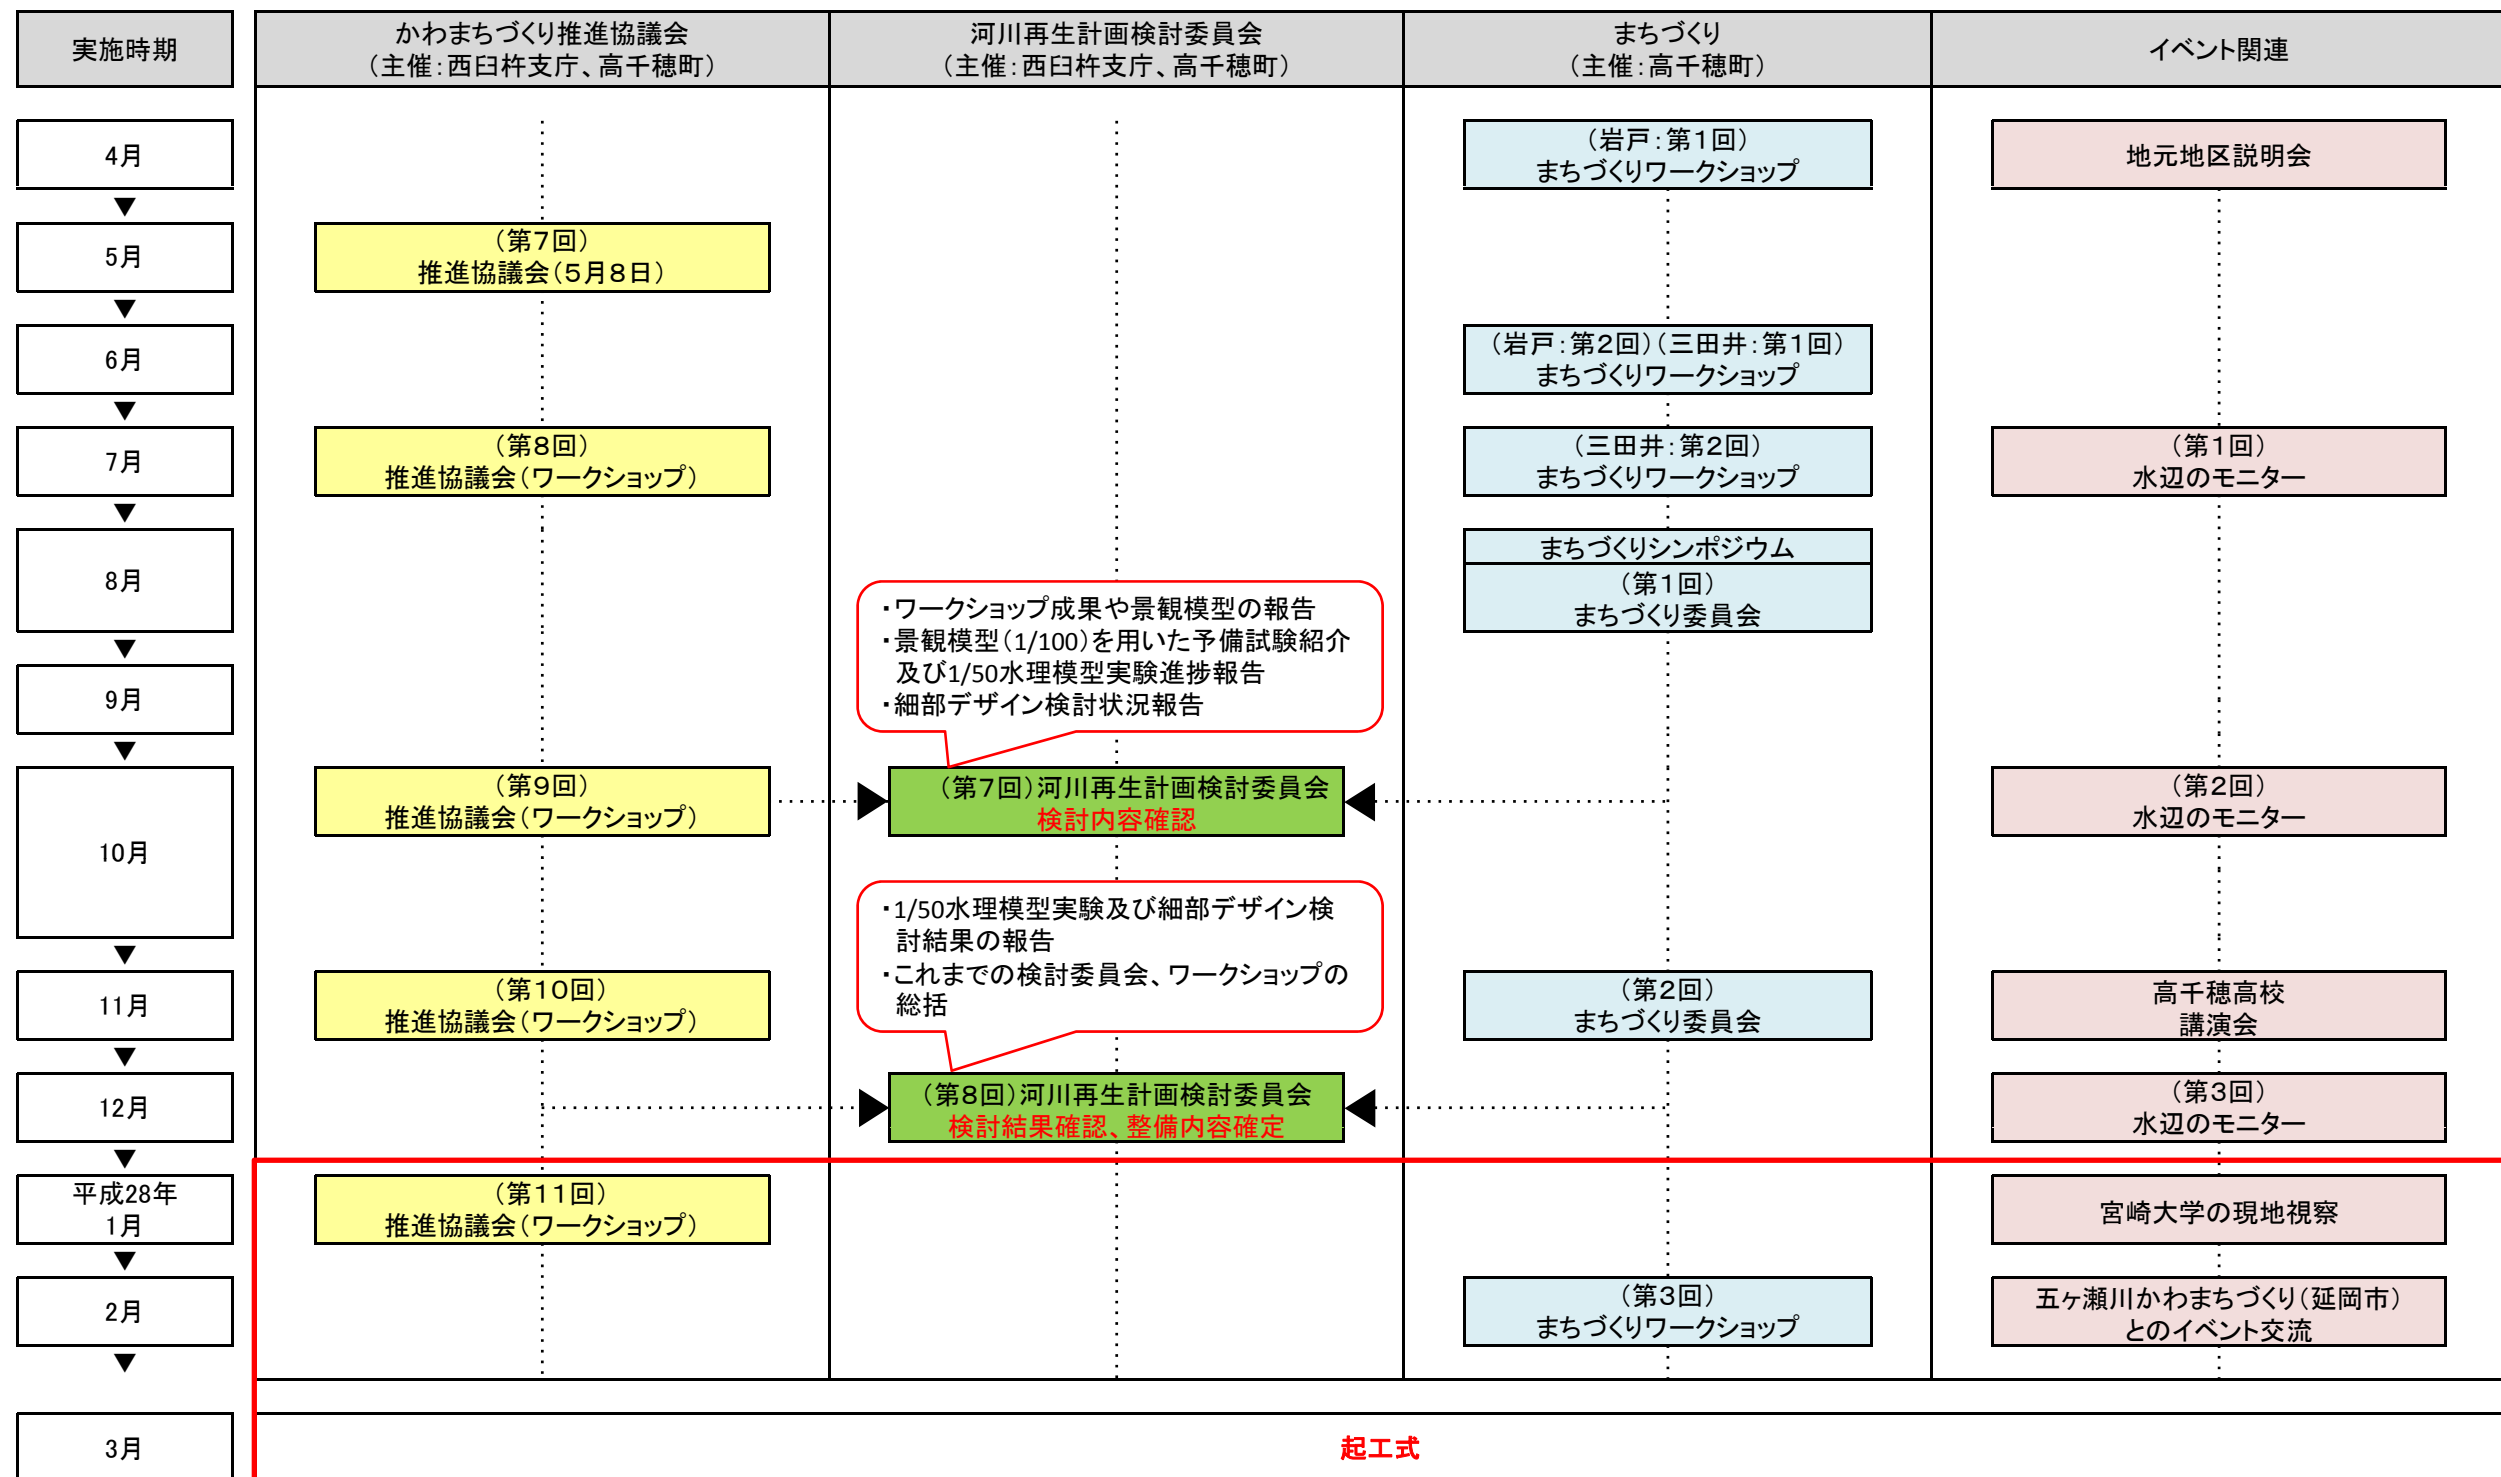 実施時期
かわまちづくり推進協議会
（主催：西臼杵支庁、高千穂町）
河川再生計画検討委員会
（主催：西臼杵支庁、高千穂町）
まちづくり
（主催：高千穂町）
イベント関連
4月
（岩戸：第1回）
まちづくりワークショップ
地元地区説明会
▼
5月
（第7回）
推進協議会（5月8日）
▼
6月
（岩戸：第2回）（三田井：第1回）
まちづくりワークショップ
▼
7月
（第8回）
推進協議会（ワークショップ）
（三田井：第2回）
まちづくりワークショップ
（第1回）
水辺のモニター
▼
8月
まちづくりシンポジウム
（第1回）
まちづくり委員会
・ワークショップ成果や景観模型の報告
・景観模型（1/100）を用いた予備試験紹介
及び1/50水理模型実験進捗報告
・細部デザイン検討状況報告
▼
9月
▼
10月
（第9回）
推進協議会（ワークショップ）
（第7回）河川再生計画検討委員会
検討内容確認
（第2回）
水辺のモニター
・1/50水理模型実験及び細部デザイン検
討結果の報告
・これまでの検討委員会、ワークショップの
総括
▼
11月
（第10回）
推進協議会（ワークショップ）
（第2回）
まちづくり委員会
高千穂高校
講演会
▼
12月
（第8回）河川再生計画検討委員会
検討結果確認、整備内容確定
（第3回）
水辺のモニター
▼
平成28年
1月
（第11回）
推進協議会（ワークショップ）
宮崎大学の現地視察
▼
2月
（第3回）
まちづくりワークショップ
五ヶ瀬川かわまちづくり（延岡市）
とのイベント交流
▼
3月
起工式